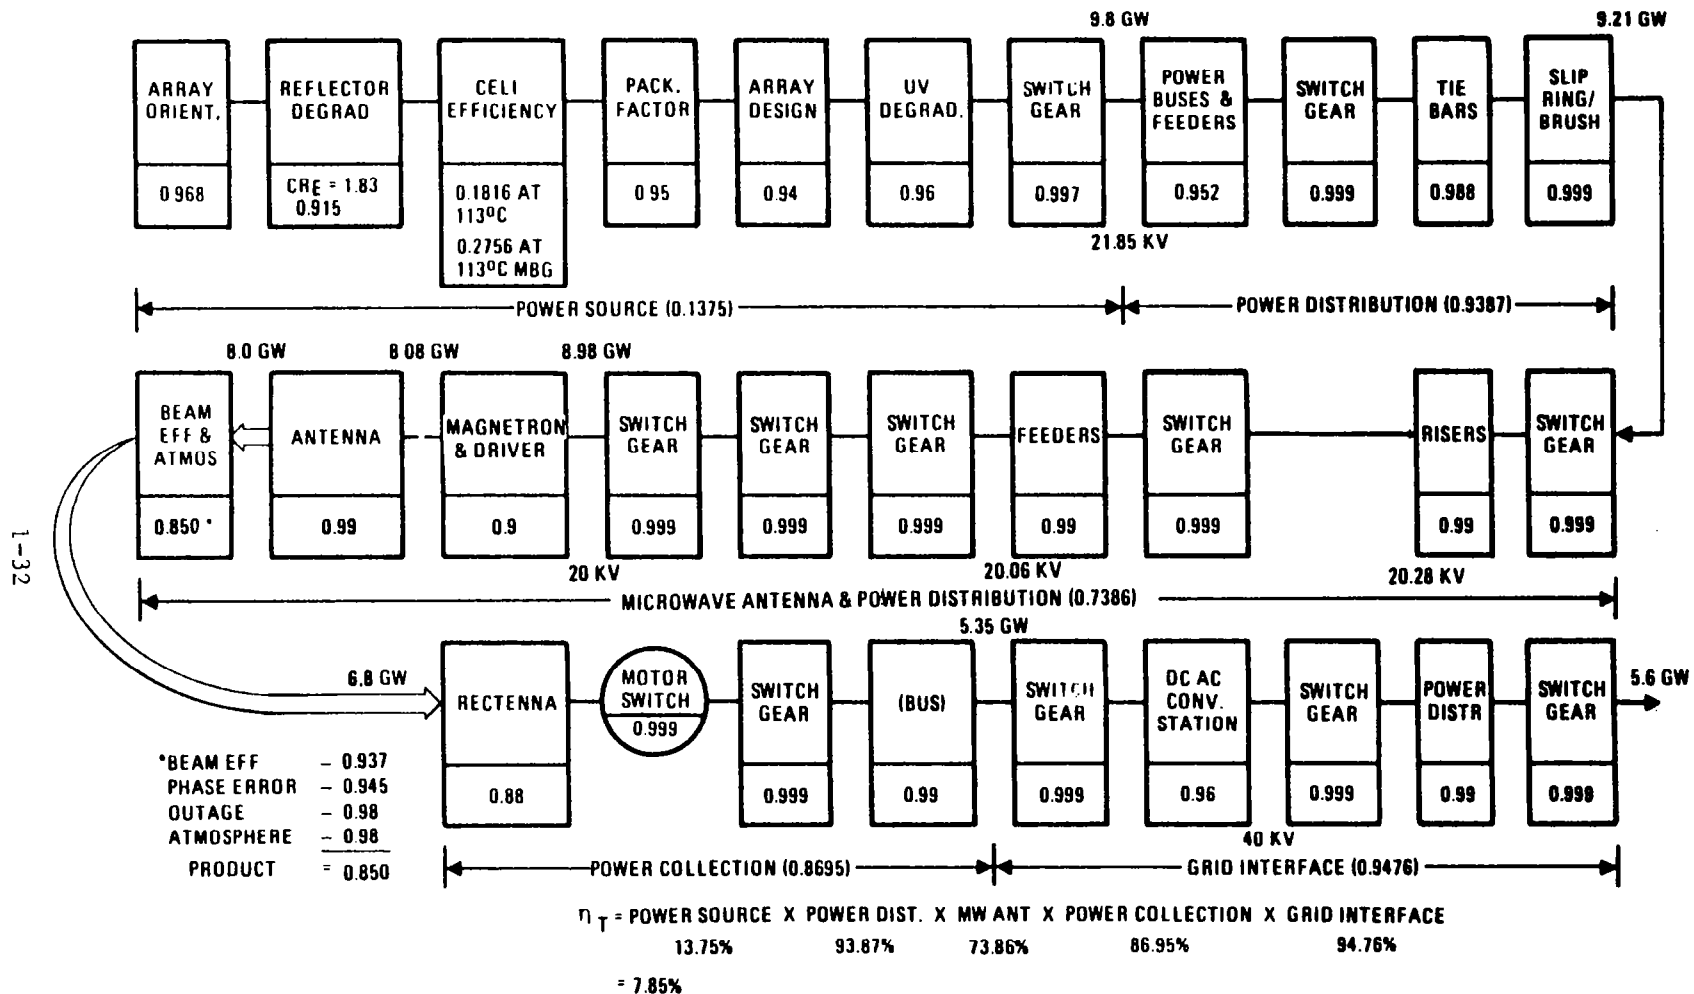 9.8 GW
9.21 GW
ARRAY ORIENT.
0.968
REFLECTOR DEGRAD
CRE = 1.83
0.915
CELL EFFICIENCY
0.1816 AT
113ºC
0.2756 AT
113ºC MBG
PACK. FACTOR
0.95
ARRAY DESIGN
0.94
UV DEGRAD.
0.96
SWITCH GEAR
0.997
POWER BUSES & FEEDERS
0.952
SWITCH GEAR
0.999
TIE BARS
0.988
SLIP RING/ BRUSH
0.999
21.85 KV
POWER SOURCE (0.1375)
POWER DISTRIBUTION (0.9387)
8.0 GW
8.08 GW
8.98 GW
BEAM EFF & ATMOS
0.850 *
ANTENNA
0.99
MAGNETRON & DRIVER
0.9
SWITCH GEAR
0.999
SWITCH GEAR
0.999
SWITCH GEAR
0.999
FEEDERS
0.99
SWITCH GEAR
0.999
RISERS
0.99
SWITCH GEAR
0.999
20 KV
20.06 KV
20.28 KV
MICROWAVE ANTENNA & POWER DISTRIBUTION (0.7386)
1-32
5.35 GW
6.8 GW
RECTENNA
0.88
MOTOR SWITCH
0.999
SWITCH GEAR
0.999
(BUS)
0.99
SWITCH GEAR
0.999
DC AC CONV. STATION
0.96
SWITCH GEAR
0.999
POWER DISTR
0.99
SWITCH GEAR
0.999
5.6 GW
40 KV
*BEAM EFF – 0.937
PHASE ERROR – 0.945
OUTAGE – 0.98
ATMOSPHERE – 0.98
PRODUCT = 0.850
POWER COLLECTION (0.8695)
GRID INTERFACE (0.9476)
η T = POWER SOURCE X POWER DIST. X MW ANT X POWER COLLECTION X GRID INTERFACE
13.75% 93.87% 73.86% 86.95% 94.76%
= 7.85%